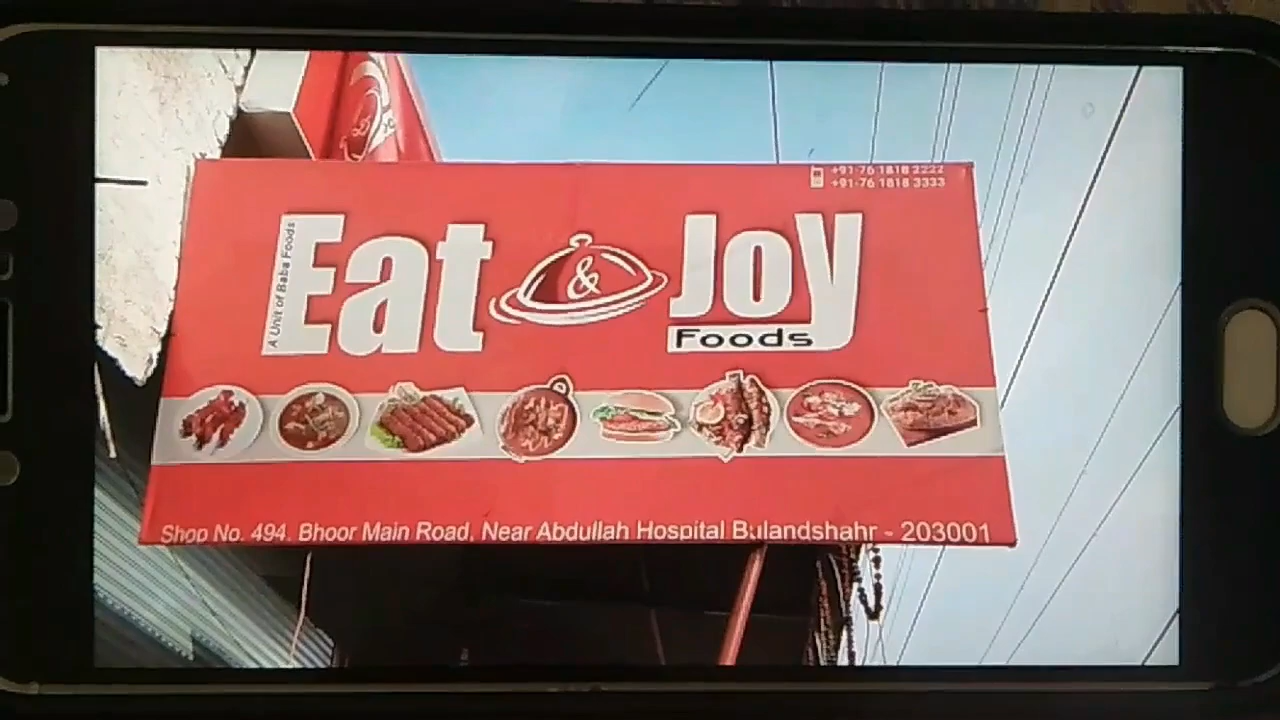 +91-76 1818 2222
+91-76 1818 3333
A Unit of Baba Foods
Eat & Joy
Foods
Shop No. 494, Bhoor Main Road, Near Abdullah Hospital Bulandshahr - 203001